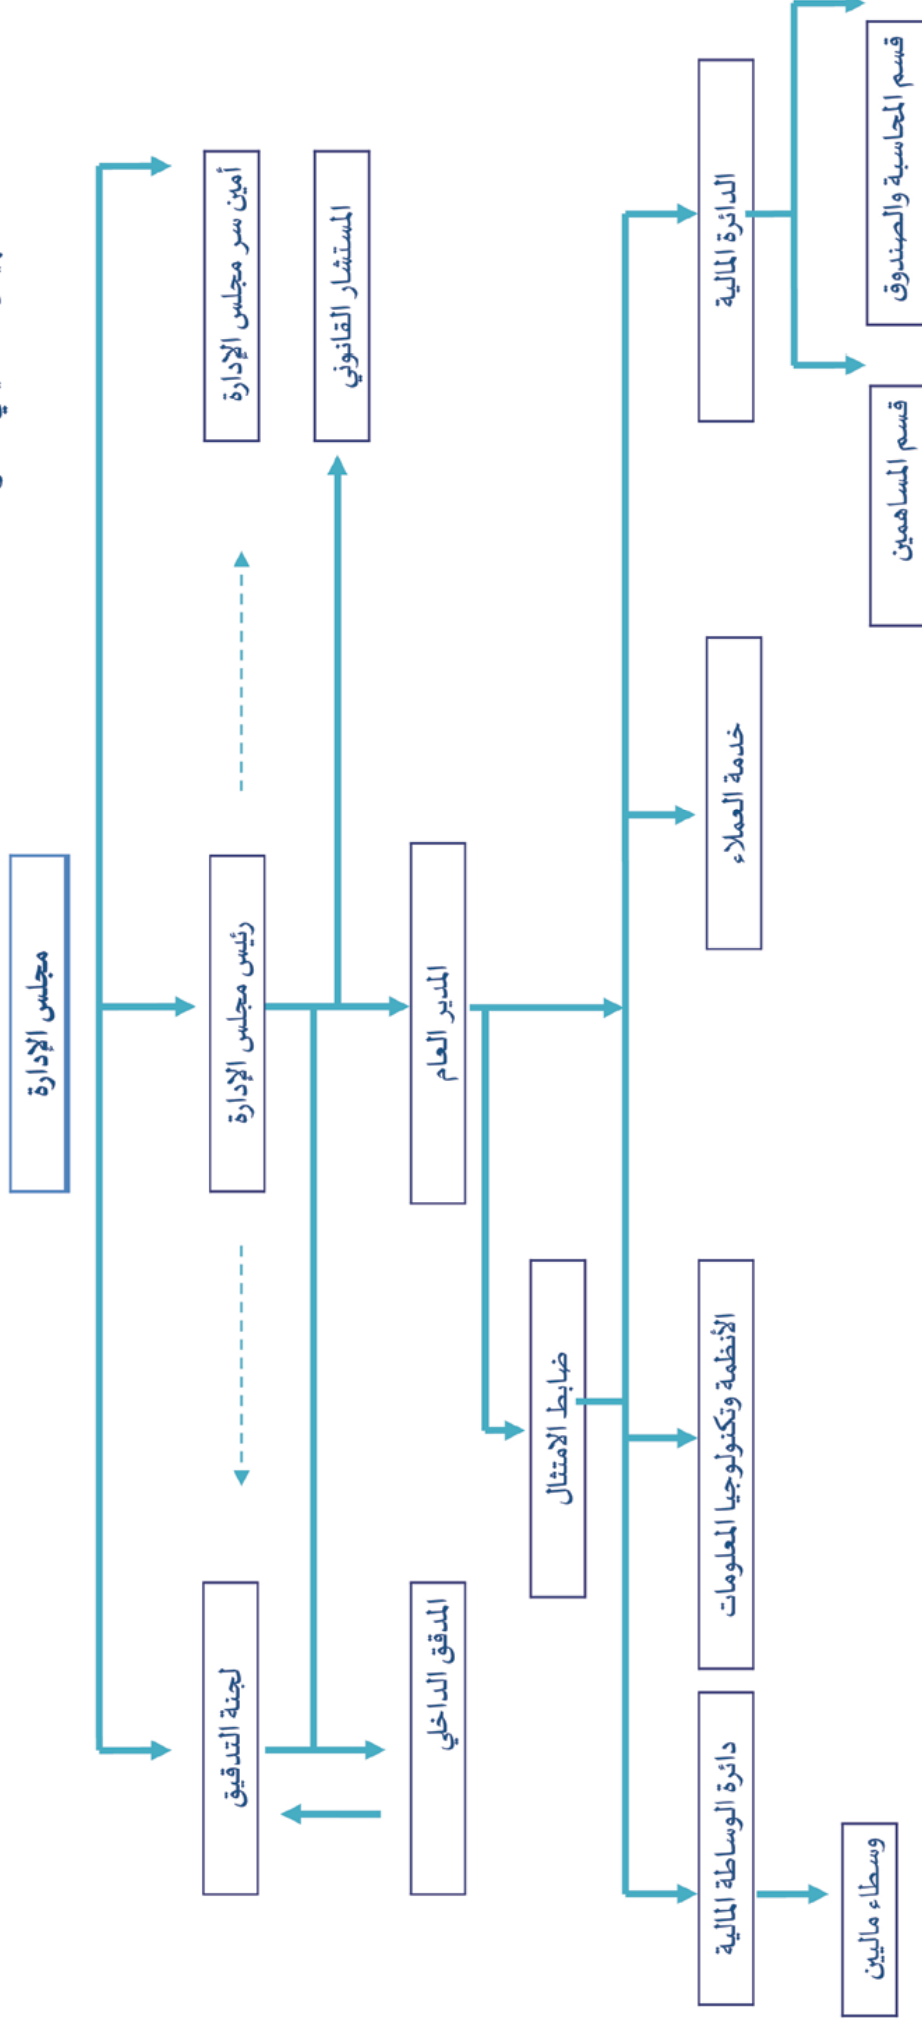 مجلس الإدارة
أمين سر مجلس الإدارة
رئيس مجلس الإدارة
لجنة التدقيق
المستشار القانوني
المدير العام
المدقق الداخلي
ضابط الامتثال
الدائرة المالية
خدمة العملاء
الأنظمة وتكنولوجيا المعلومات
دائرة الوساطة المالية
قسم المحاسبة والصندوق
قسم المساهمين
وسطاء ماليين